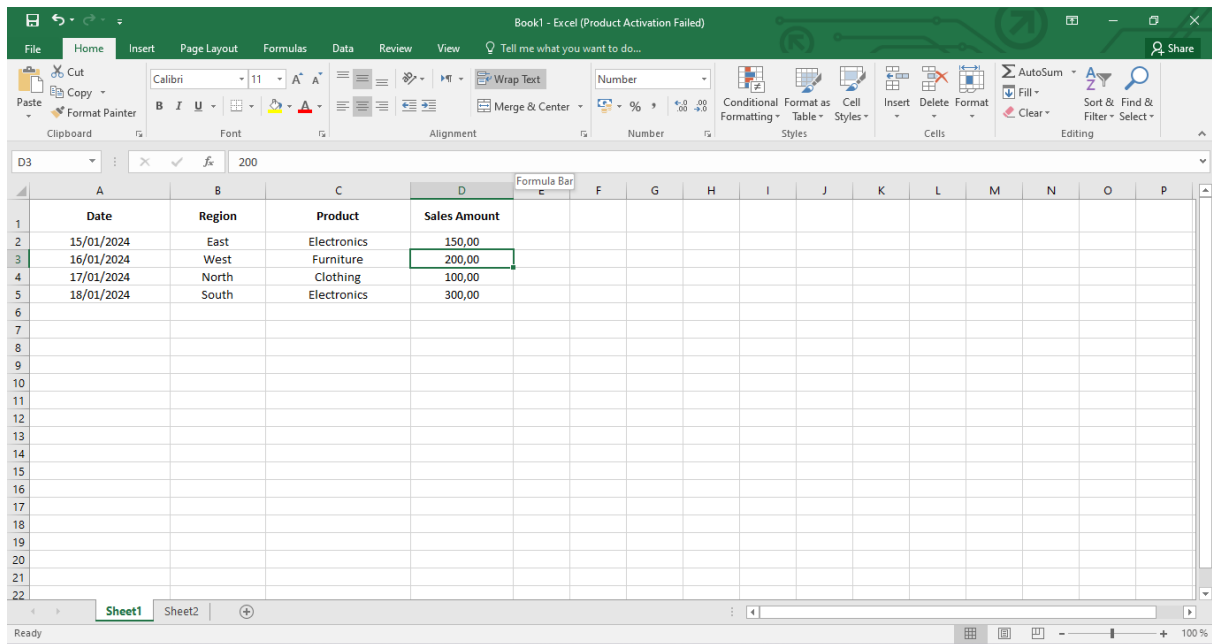 Book1 - Excel (Product Activation Failed)
File Home Insert Page Layout Formulas Data Review View Tell me what you want to do... Share
Paste
Cut
Copy
Format Painter
Clipboard
Calibri 11
B I U
Font
Wrap Text
Merge & Center
Alignment
Number
%
Number
Conditional Formatting
Format as Table
Cell Styles
Styles
Insert Delete Format
Cells
AutoSum
Fill
Clear
Sort & Filter
Find & Select
Editing
D3 fx 200
Formula Bar
A B C D E F G H I J K L M N O P
1 Date Region Product Sales Amount
2 15/01/2024 East Electronics 150,00
3 16/01/2024 West Furniture 200,00
4 17/01/2024 North Clothing 100,00
5 18/01/2024 South Electronics 300,00
6
7
8
9
10
11
12
13
14
15
16
17
18
19
20
21
22
Sheet1 Sheet2
Ready 100 %